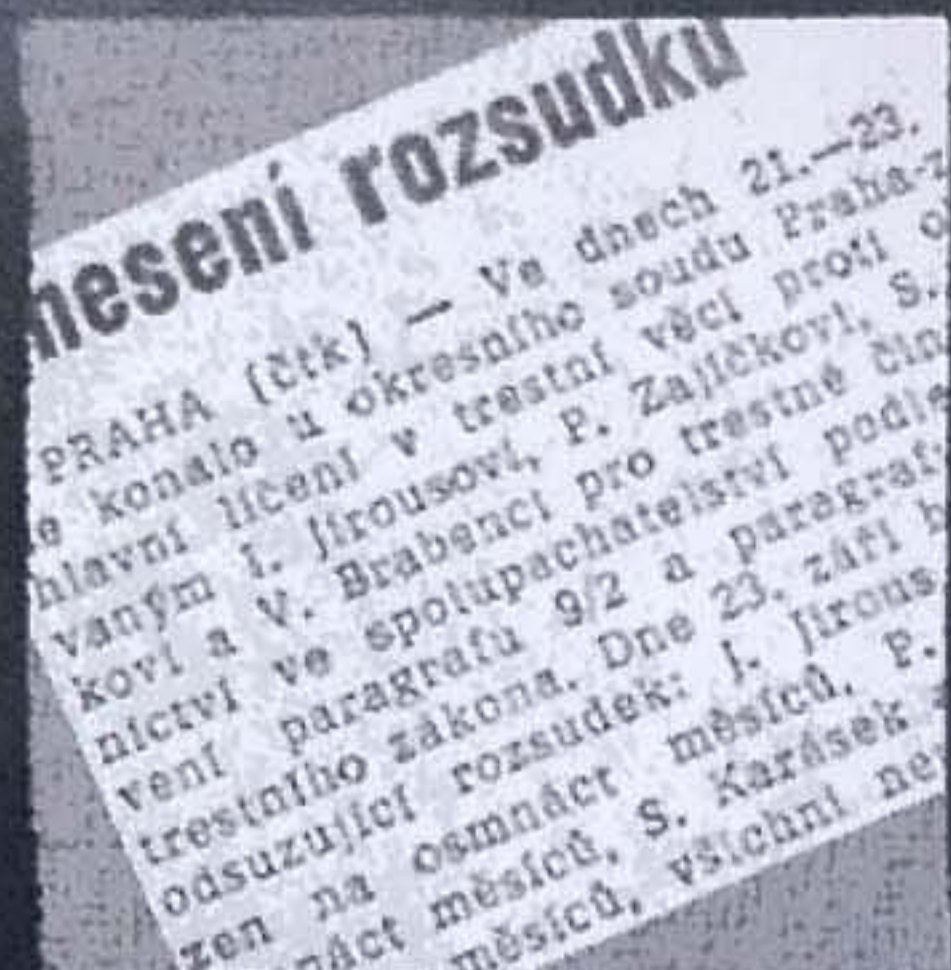 nesení rozsudku
PRAHA (čtk) — Ve dnech 21.—23.
e konalo u okresního soudu Praha-z
hlavní líčení v trestní věci proti o
vaným I. Jirousovi, P. Zajíčkovi, S.
kovi a V. Brabenci pro trestné čin
nictví ve spolupachatelství podle
vení paragrafu 9/2 a paragraf
trestního zákona. Dne 23. září b
odsuzující rozsudek: J. Jirous
zen na osmnáct měsíců, P.
náct měsíců, S. Karásek
měsíců, všichni ne